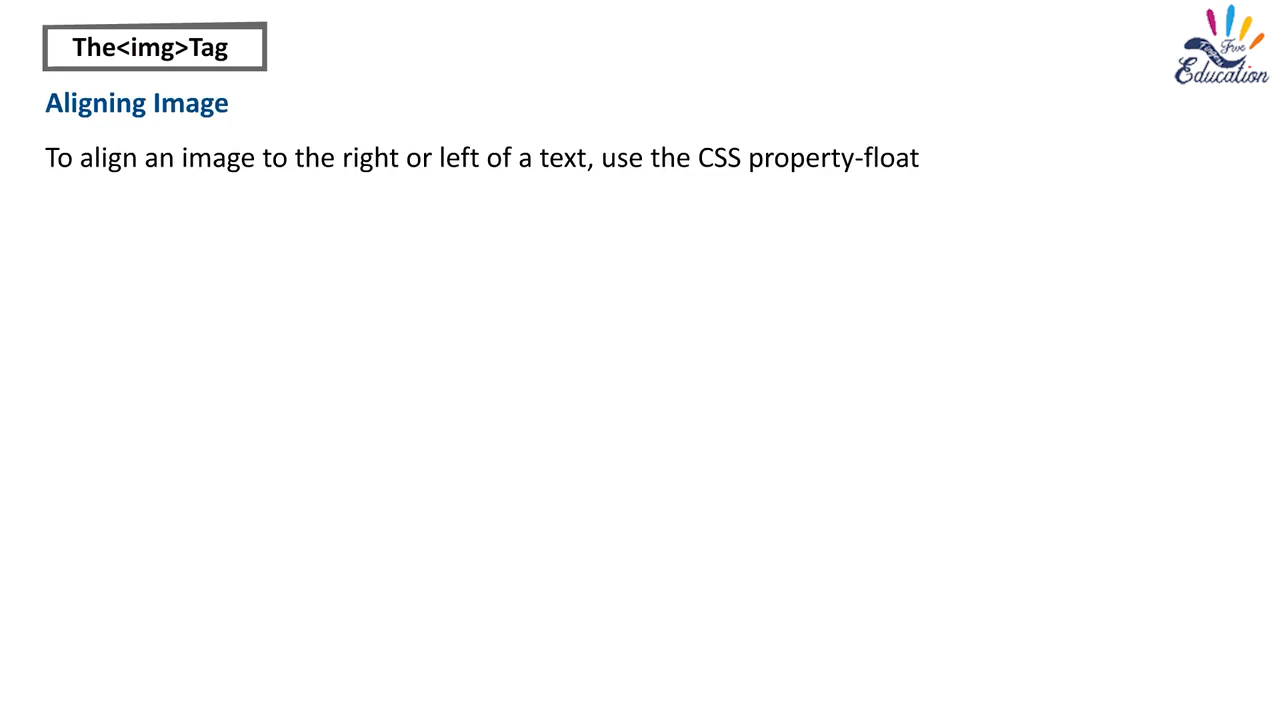 The<img>Tag
Fingers Five
Education
Aligning Image
To align an image to the right or left of a text, use the CSS property-float